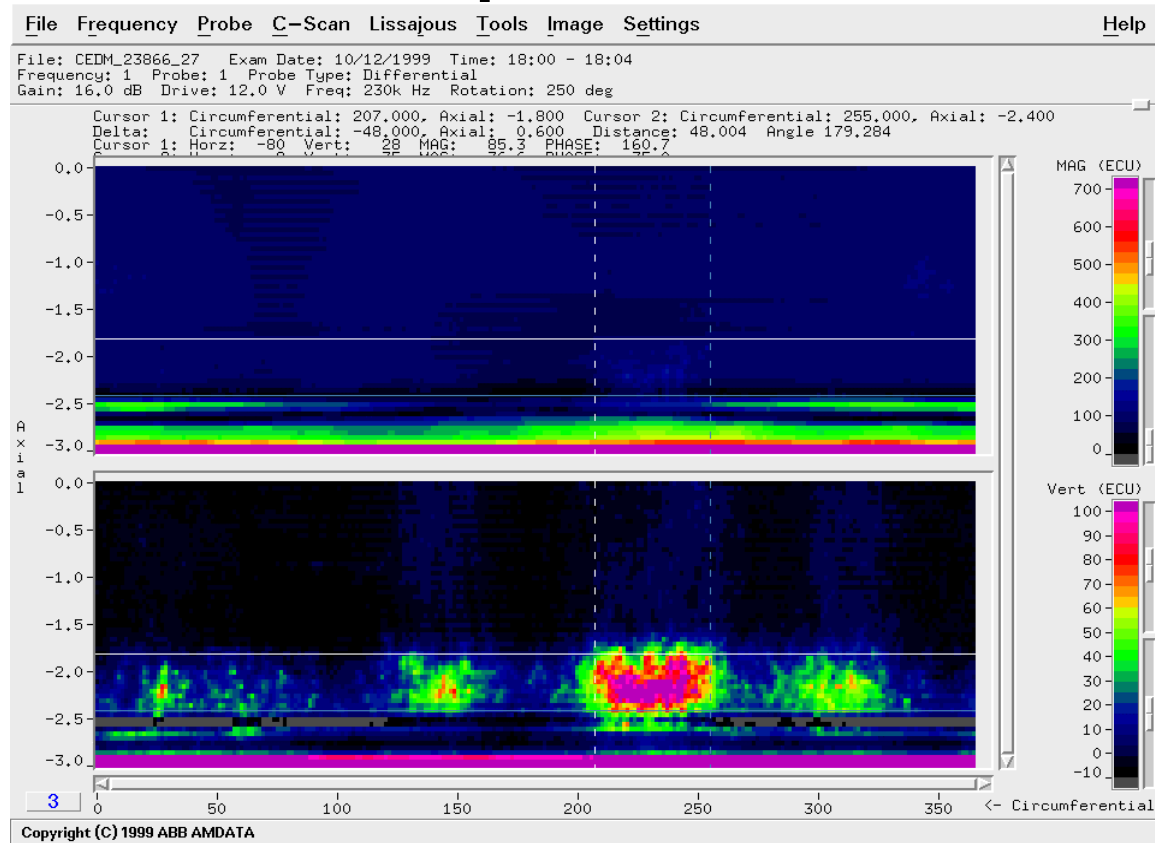 File Frequency Probe C-Scan Lissajous Tools Image Settings Help
File: CEDM_23866_27 Exam Date: 10/12/1999 Time: 18:00 - 18:04
Frequency: 1 Probe: 1 Probe Type: Differential
Gain: 16.0 dB Drive: 12.0 V Freq: 230k Hz Rotation: 250 deg
Cursor 1: Circumferential: 207.000, Axial: -1.800 Cursor 2: Circumferential: 255.000, Axial: -2.400
Delta: Circumferential: -48.000, Axial: 0.600 Distance: 48.004 Angle 179.284
Cursor 1: Horz: -80 Vert: 28 MAG: 85.3 PHASE: 160.7
MAG (ECU)
0.0
-0.5
-1.0
-1.5
-2.0
-2.5
-3.0
700
600
500
400
300
200
100
0
Axial
0.0
-0.5
-1.0
-1.5
-2.0
-2.5
-3.0
Vert (ECU)
100
90
80
70
60
50
40
30
20
10
0
-10
3
0 50 100 150 200 250 300 350 <- Circumferential
Copyright (C) 1999 ABB AMDATA